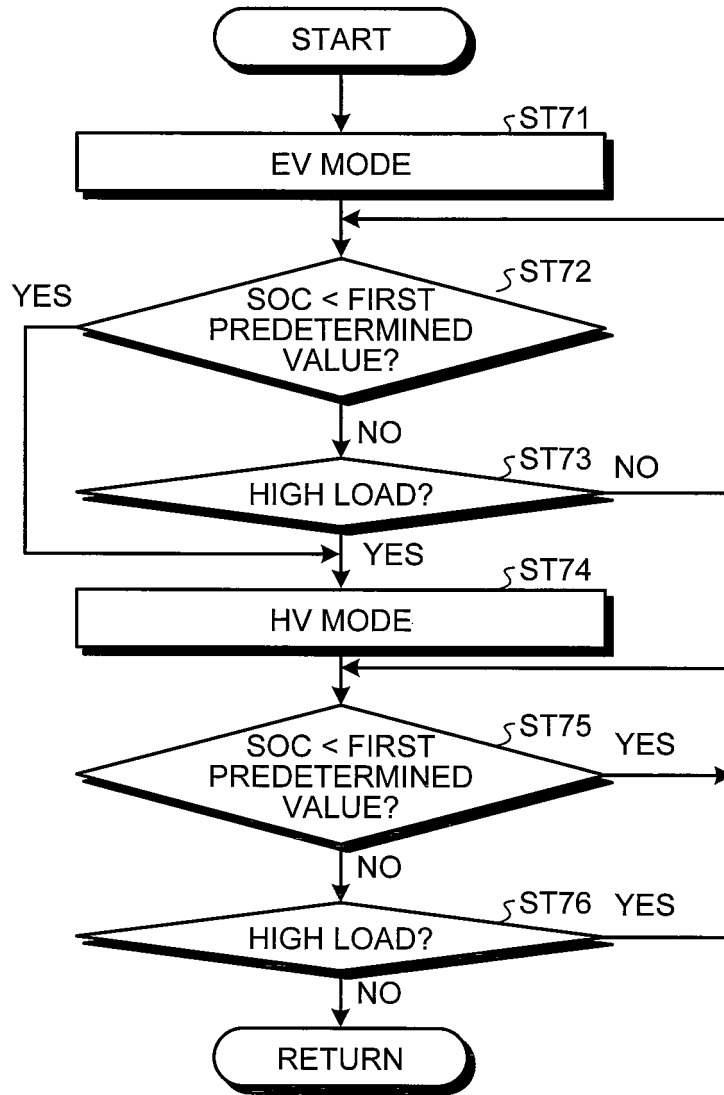 START
ST71
EV MODE
ST72
YES
SOC < FIRST
PREDETERMINED
VALUE?
NO
ST73
NO
HIGH LOAD?
YES
ST74
HV MODE
ST75
YES
SOC < FIRST
PREDETERMINED
VALUE?
NO
ST76
YES
HIGH LOAD?
NO
RETURN